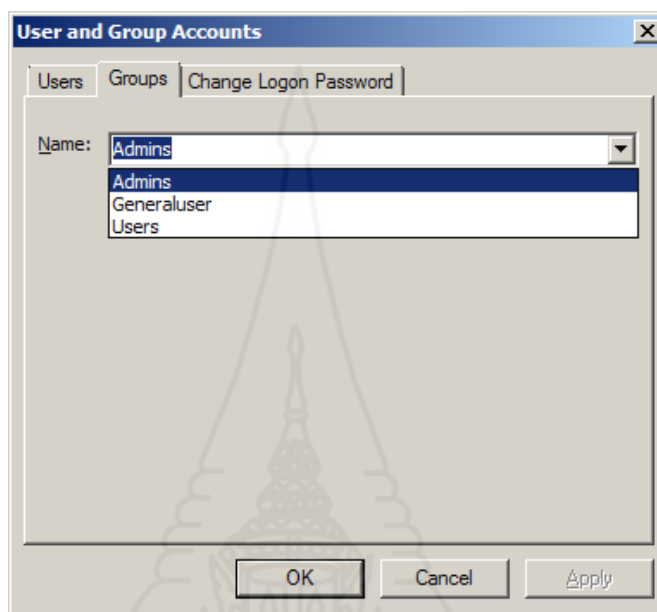 User and Group Accounts
Users Groups Change Logon Password
Name: Admins
Admins
Generaluser
Users
OK Cancel Apply